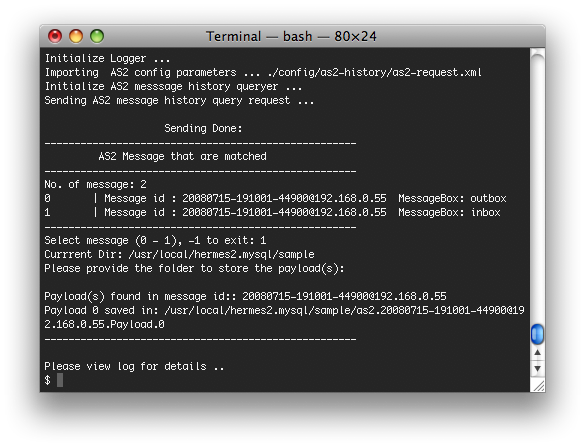 Terminal — bash — 80×24
Initialize Logger ...
Importing  AS2 config parameters ... ./config/as2-history/as2-request.xml
Initialize AS2 messsage history queryer ...
Sending AS2 message history query request ...
Sending Done:
----------------------------------------------------
AS2 Message that are matched
----------------------------------------------------
No. of message: 2
0       | Message id : 20080715-191001-44900@192.168.0.55  MessageBox: outbox
1       | Message id : 20080715-191001-44900@192.168.0.55  MessageBox: inbox
----------------------------------------------------
Select message (0 - 1), -1 to exit: 1
Currrent Dir: /usr/local/hermes2.mysql/sample
Please provide the folder to store the payload(s):
Payload(s) found in message id:: 20080715-191001-44900@192.168.0.55
Payload 0 saved in: /usr/local/hermes2.mysql/sample/as2.20080715-191001-44900@19
2.168.0.55.Payload.0
----------------------------------------------------
Please view log for details ..
$